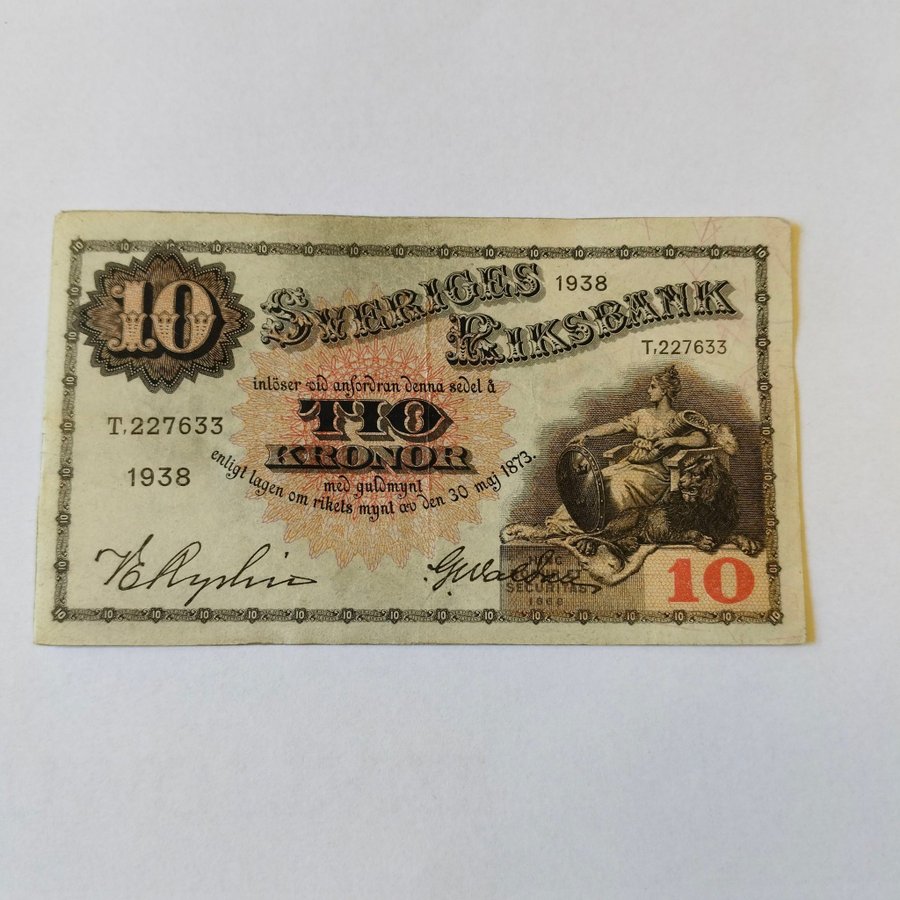 10
SVERIGES 1938
RIKSBANK
T,227633
inlöser vid anfordran denna sedel å
TIO
KRONOR
med guldmynt
enligt lagen om rikets mynt av den 30 maj 1873.
T,227633
1938
SECURITAS
10